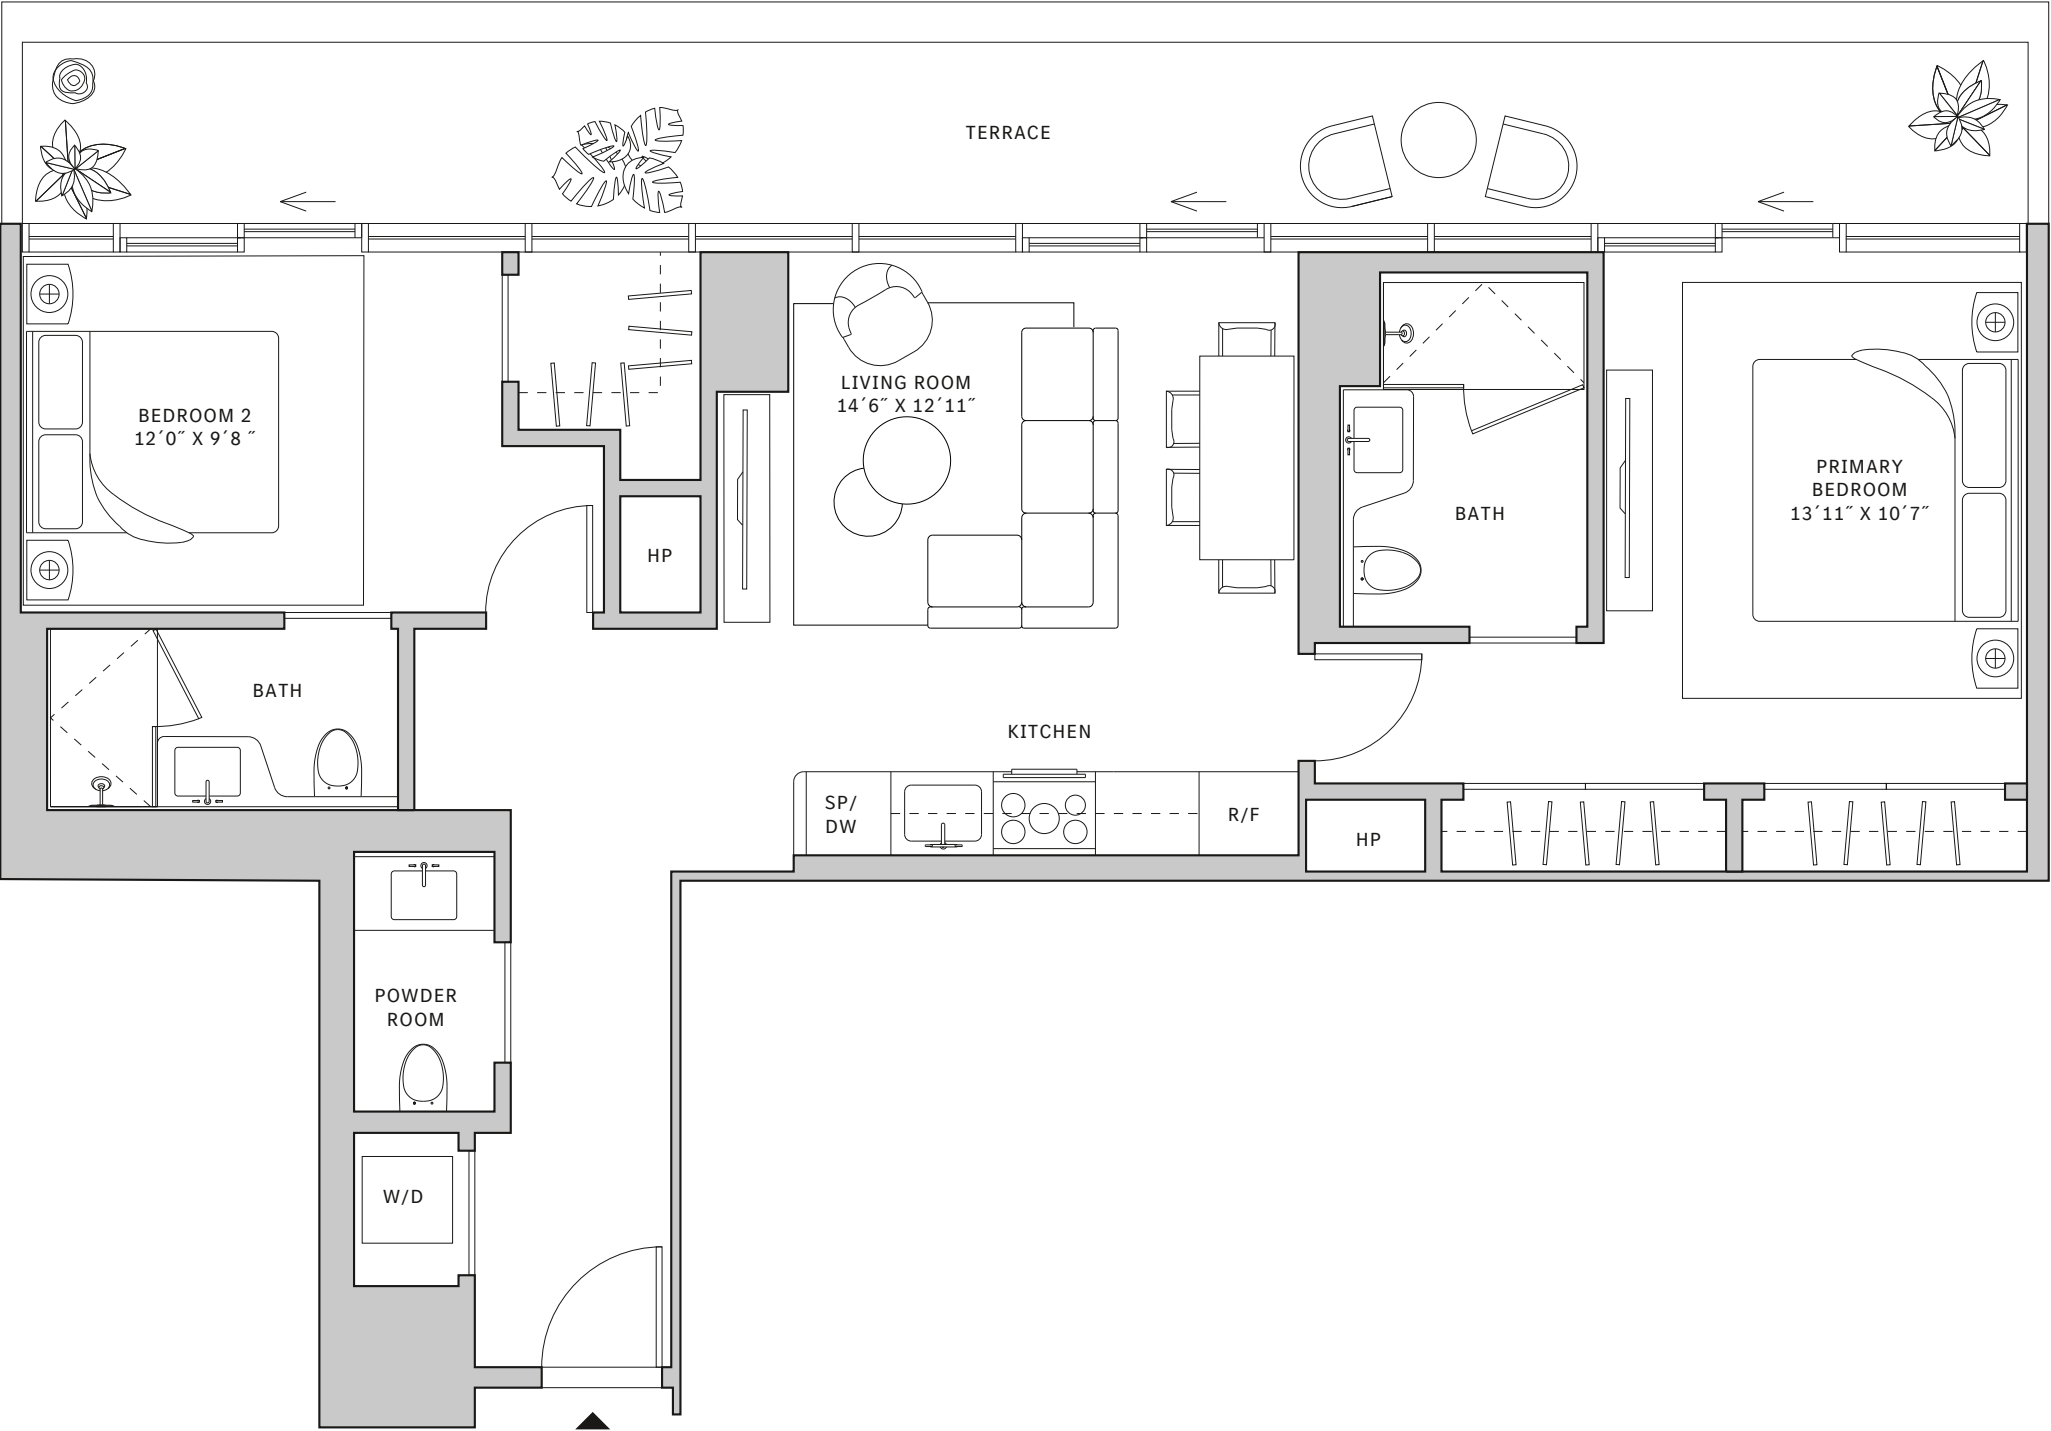 TERRACE
BEDROOM 2
12´0˝ X 9´8 ˝
LIVING ROOM
14´6˝ X 12´11˝
PRIMARY
BEDROOM
13´11˝ X 10´7˝
BATH
HP
BATH
KITCHEN
SP/
DW
R/F
HP
POWDER
ROOM
W/D